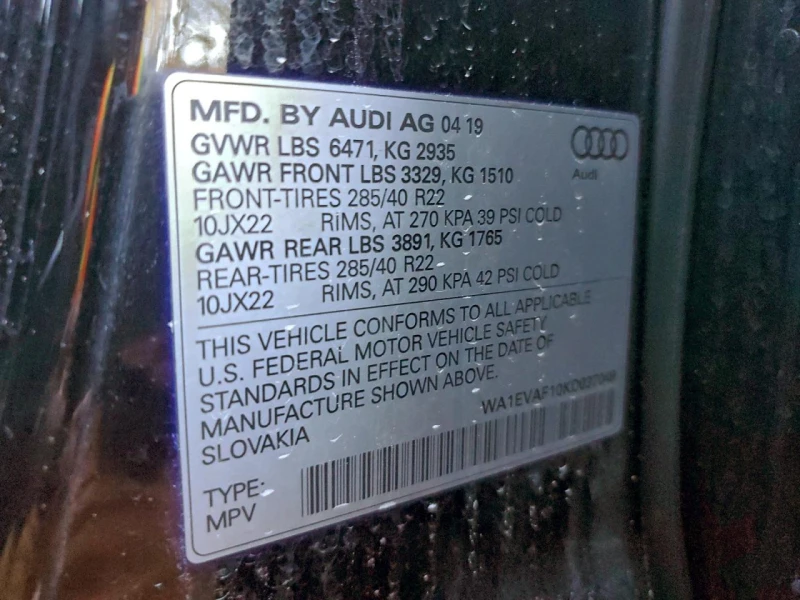 MFD. BY AUDI AG 04 19
GVWR LBS 6471, KG 2935
GAWR FRONT LBS 3329, KG 1510
FRONT-TIRES 285/40 R22
10JX22 RIMS, AT 270 KPA 39 PSI COLD
GAWR REAR LBS 3891, KG 1765
REAR-TIRES 285/40 R22
10JX22 RIMS, AT 290 KPA 42 PSI COLD
Audi
THIS VEHICLE CONFORMS TO ALL APPLICABLE
U.S. FEDERAL MOTOR VEHICLE SAFETY
STANDARDS IN EFFECT ON THE DATE OF
MANUFACTURE SHOWN ABOVE.
SLOVAKIA
TYPE:
MPV